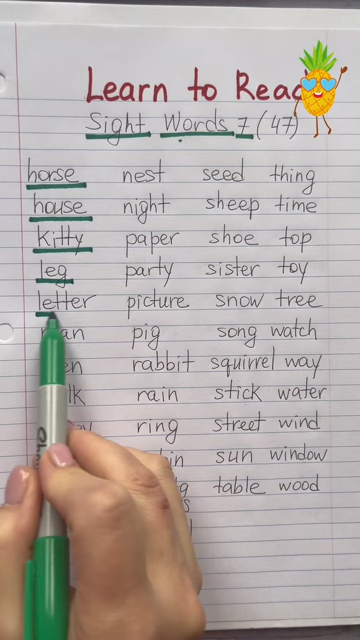 Learn to Read
Sight Words 7 (47)
horse nest seed thing
house night sheep time
Kitty paper shoe top
leg party sister toy
letter picture snow tree
pig song watch
rabbit squirrel way
rain stick water
ring street wind
sun window
table wood